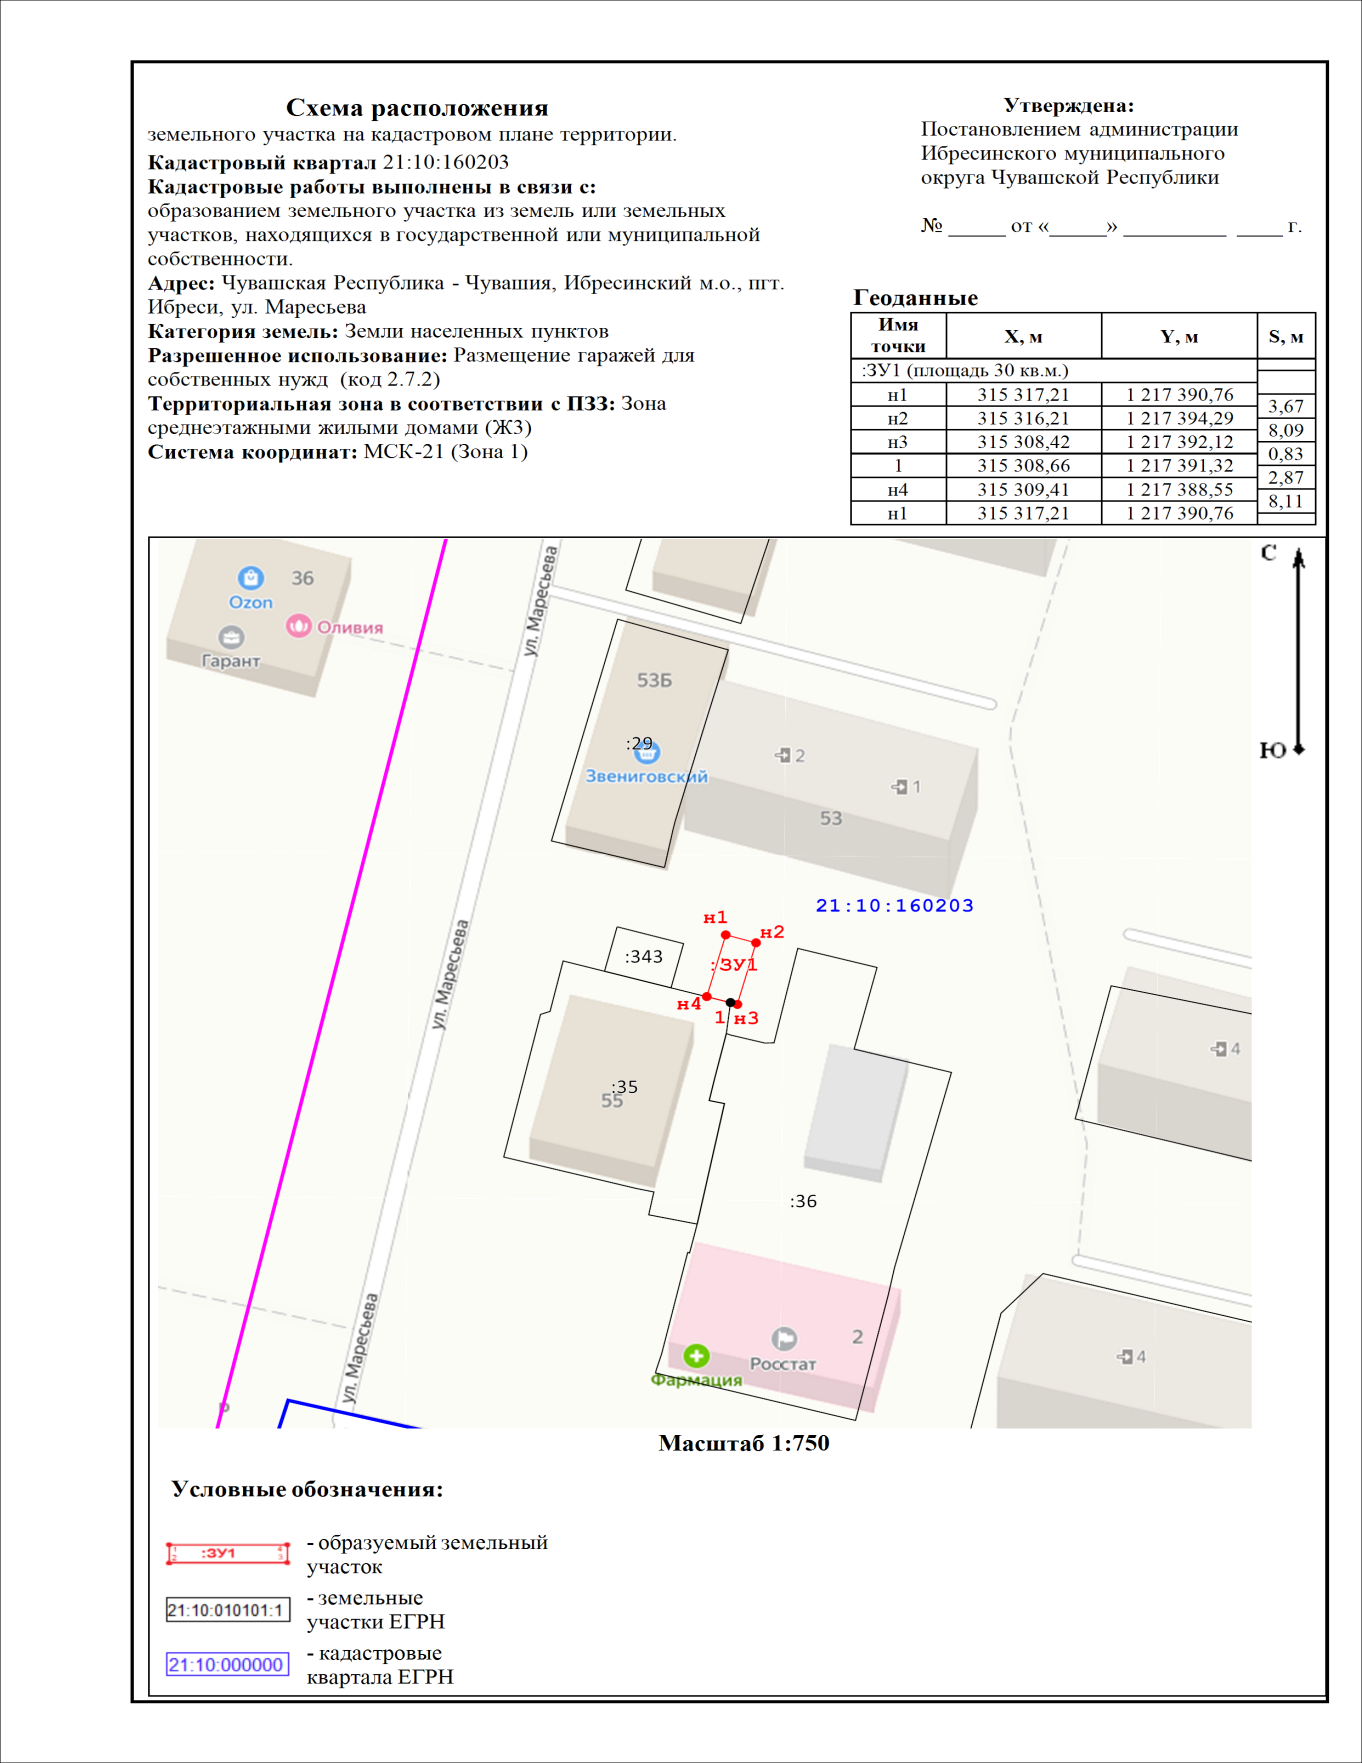 Схема расположения
земельного участка на кадастровом плане территории.
Кадастровый квартал 21:10:160203
Кадастровые работы выполнены в связи с:
образованием земельного участка из земель или земельных
участков, находящихся в государственной или муниципальной
собственности.
Адрес: Чувашская Республика - Чувашия, Ибресинский м.о., пгт.
Ибреси, ул. Маресьева
Категория земель: Земли населенных пунктов
Разрешенное использование: Размещение гаражей для
собственных нужд (код 2.7.2)
Территориальная зона в соответствии с ПЗЗ: Зона
среднеэтажными жилыми домами (Ж3)
Система координат: МСК-21 (Зона 1)
Утверждена:
Постановлением администрации
Ибресинского муниципального
округа Чувашской Республики
№ _____ от «_____» _________ ____ г.
Геоданные
Имя точки X, м Y, м S, м
:ЗУ1 (площадь 30 кв.м.)
н1 315 317,21 1 217 390,76
3,67
н2 315 316,21 1 217 394,29
8,09
н3 315 308,42 1 217 392,12
0,83
1 315 308,66 1 217 391,32
2,87
н4 315 309,41 1 217 388,55
8,11
н1 315 317,21 1 217 390,76
С
Ю
36
Ozon
Оливия
Гарант
ул. Маресьева
53Б
:29
Звениговский
2
1
53
21:10:160203
н1
н2
:ЗУ1
н4
1
н3
:343
ул. Маресьева
:35
55
4
:36
2
Росстат
Фармация
4
ул. Маресьева
Р
Масштаб 1:750
Условные обозначения:
1 2 :ЗУ1 4 3
- образуемый земельный
участок
21:10:010101:1
- земельные
участки ЕГРН
21:10:000000
- кадастровые
квартала ЕГРН